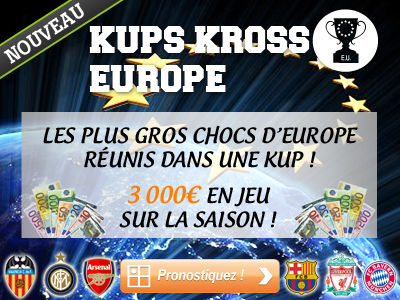 NOUVEAU
KUPS KROSS
EUROPE
E.U.
LES PLUS GROS CHOCS D'EUROPE
RÉUNIS DANS UNE KUP !
3 000€ EN JEU
SUR LA SAISON !
Arsenal
Pronostiquez !